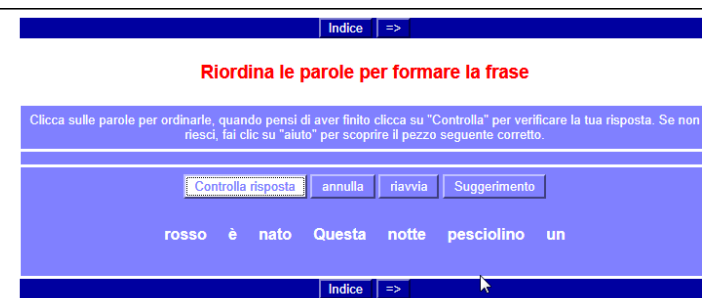 Indice =>
Riordina le parole per formare la frase
Clicca sulle parole per ordinarle, quando pensi di aver finito clicca su "Controlla" per verificare la tua risposta. Se non
riesci, fai clic su "aiuto" per scoprire il pezzo seguente corretto.
Controlla risposta annulla riavvia Suggerimento
rosso è nato Questa notte pesciolino un
Indice =>